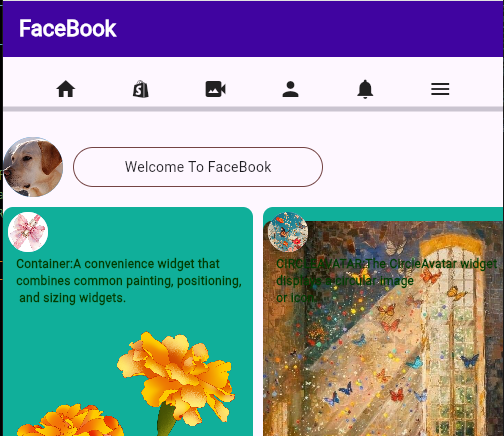 FaceBook
Welcome To FaceBook
Container:A convenience widget that
combines common painting, positioning,
and sizing widgets.
CIRCLEAVATAR:The CircleAvatar widget
displays a circular image
or icon.